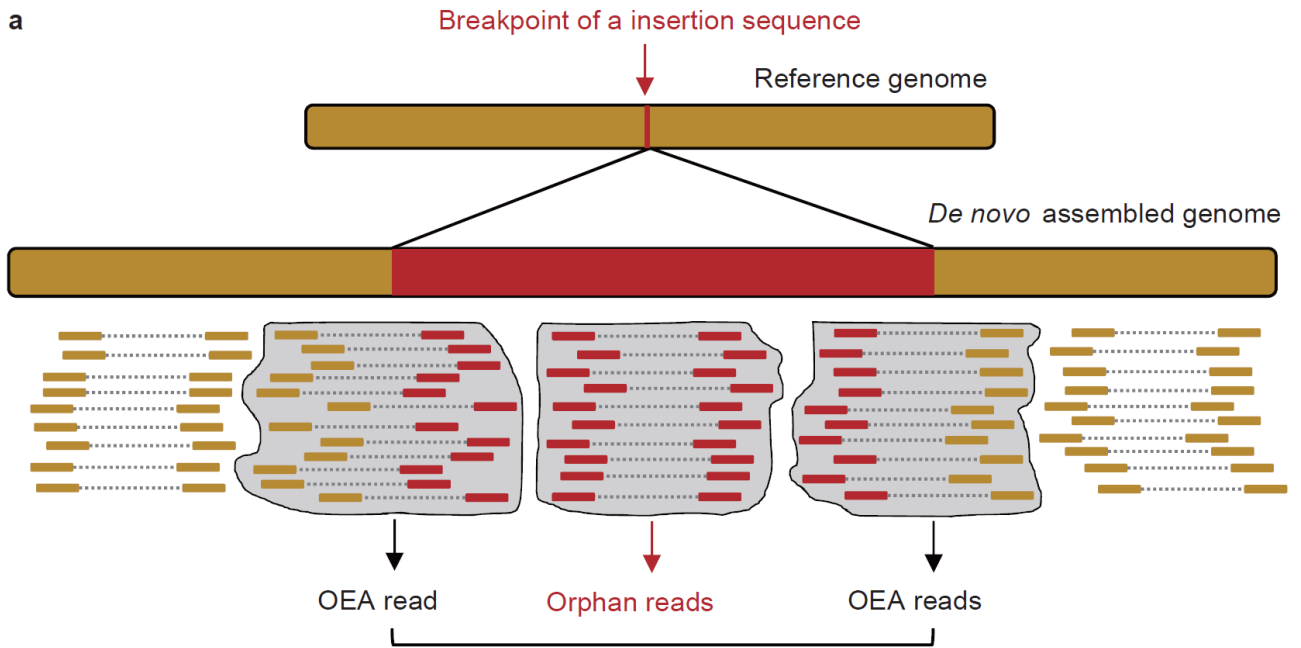 a
Breakpoint of a insertion sequence
Reference genome
De novo assembled genome
OEA read
Orphan reads
OEA reads